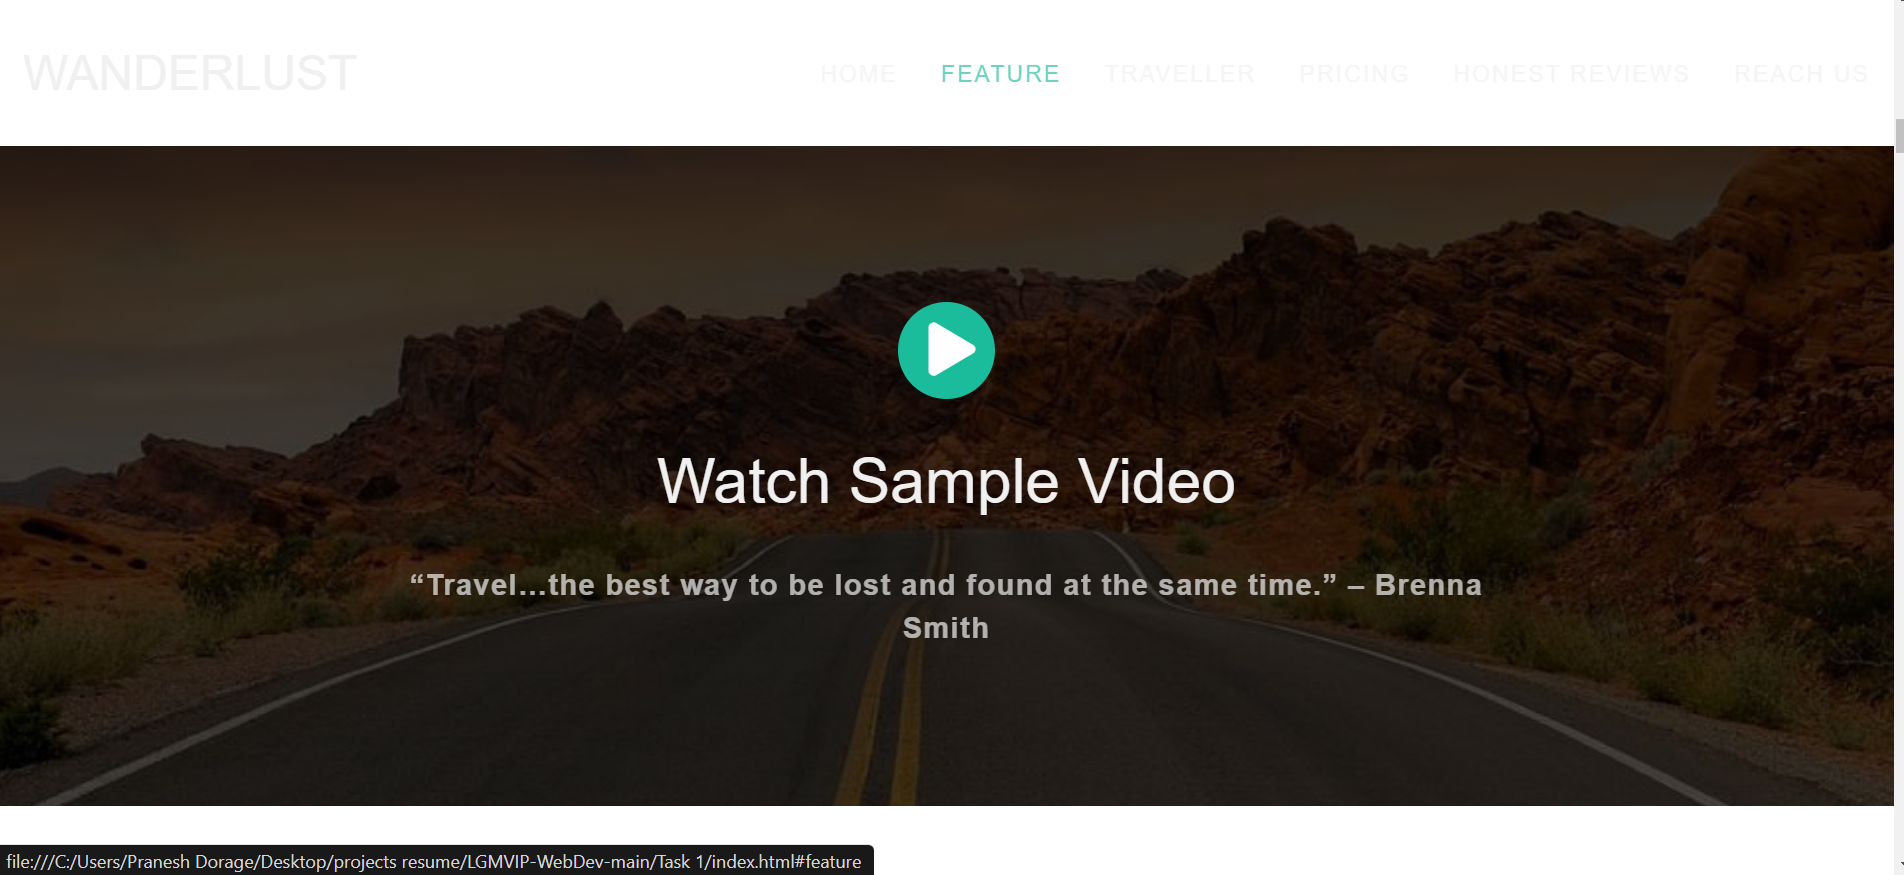 WANDERLUST
HOME FEATURE TRAVELLER PRICING HONEST REVIEWS REACH US
Watch Sample Video
“Travel...the best way to be lost and found at the same time.” – Brenna
Smith
file:///C:/Users/Pranesh Dorage/Desktop/projects resume/LGMVIP-WebDev-main/Task 1/index.html#feature